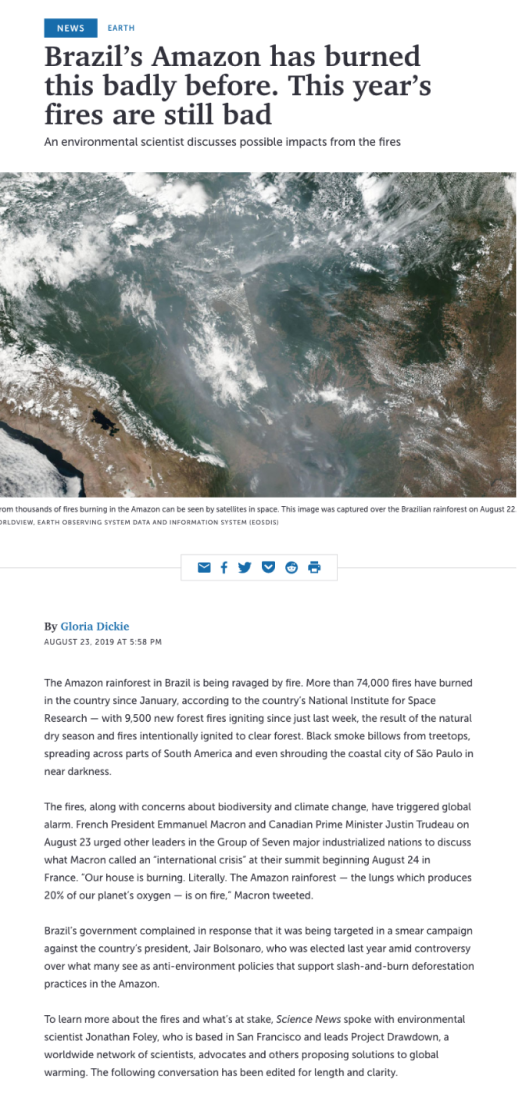 NEWS EARTH
Brazil’s Amazon has burned
this badly before. This year’s
fires are still bad
An environmental scientist discusses possible impacts from the fires
rom thousands of fires burning in the Amazon can be seen by satellites in space. This image was captured over the Brazilian rainforest on August 22.
ORLDVIEW, EARTH OBSERVING SYSTEM DATA AND INFORMATION SYSTEM (EOSDIS)
By Gloria Dickie
AUGUST 23, 2019 AT 5:58 PM
The Amazon rainforest in Brazil is being ravaged by fire. More than 74,000 fires have burned
in the country since January, according to the country’s National Institute for Space
Research — with 9,500 new forest fires igniting since just last week, the result of the natural
dry season and fires intentionally ignited to clear forest. Black smoke billows from treetops,
spreading across parts of South America and even shrouding the coastal city of São Paulo in
near darkness.
The fires, along with concerns about biodiversity and climate change, have triggered global
alarm. French President Emmanuel Macron and Canadian Prime Minister Justin Trudeau on
August 23 urged other leaders in the Group of Seven major industrialized nations to discuss
what Macron called an “international crisis” at their summit beginning August 24 in
France. “Our house is burning. Literally. The Amazon rainforest — the lungs which produces
20% of our planet’s oxygen — is on fire,” Macron tweeted.
Brazil’s government complained in response that it was being targeted in a smear campaign
against the country’s president, Jair Bolsonaro, who was elected last year amid controversy
over what many see as anti-environment policies that support slash-and-burn deforestation
practices in the Amazon.
To learn more about the fires and what’s at stake, Science News spoke with environmental
scientist Jonathan Foley, who is based in San Francisco and leads Project Drawdown, a
worldwide network of scientists, advocates and others proposing solutions to global
warming. The following conversation has been edited for length and clarity.